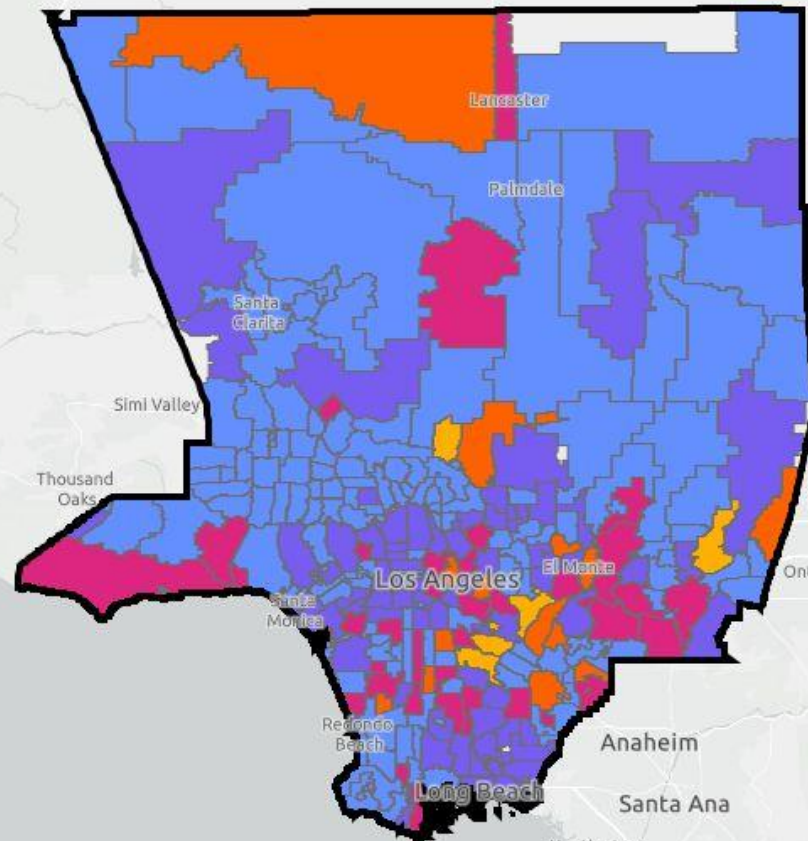 Lancaster
Palmdale
Santa
Clarita
Simi Valley
Thousand
Oaks
El Monte
Los Angeles
Ont
Santa
Monica
Redondo
Beach
Anaheim
Long Beach
Santa Ana